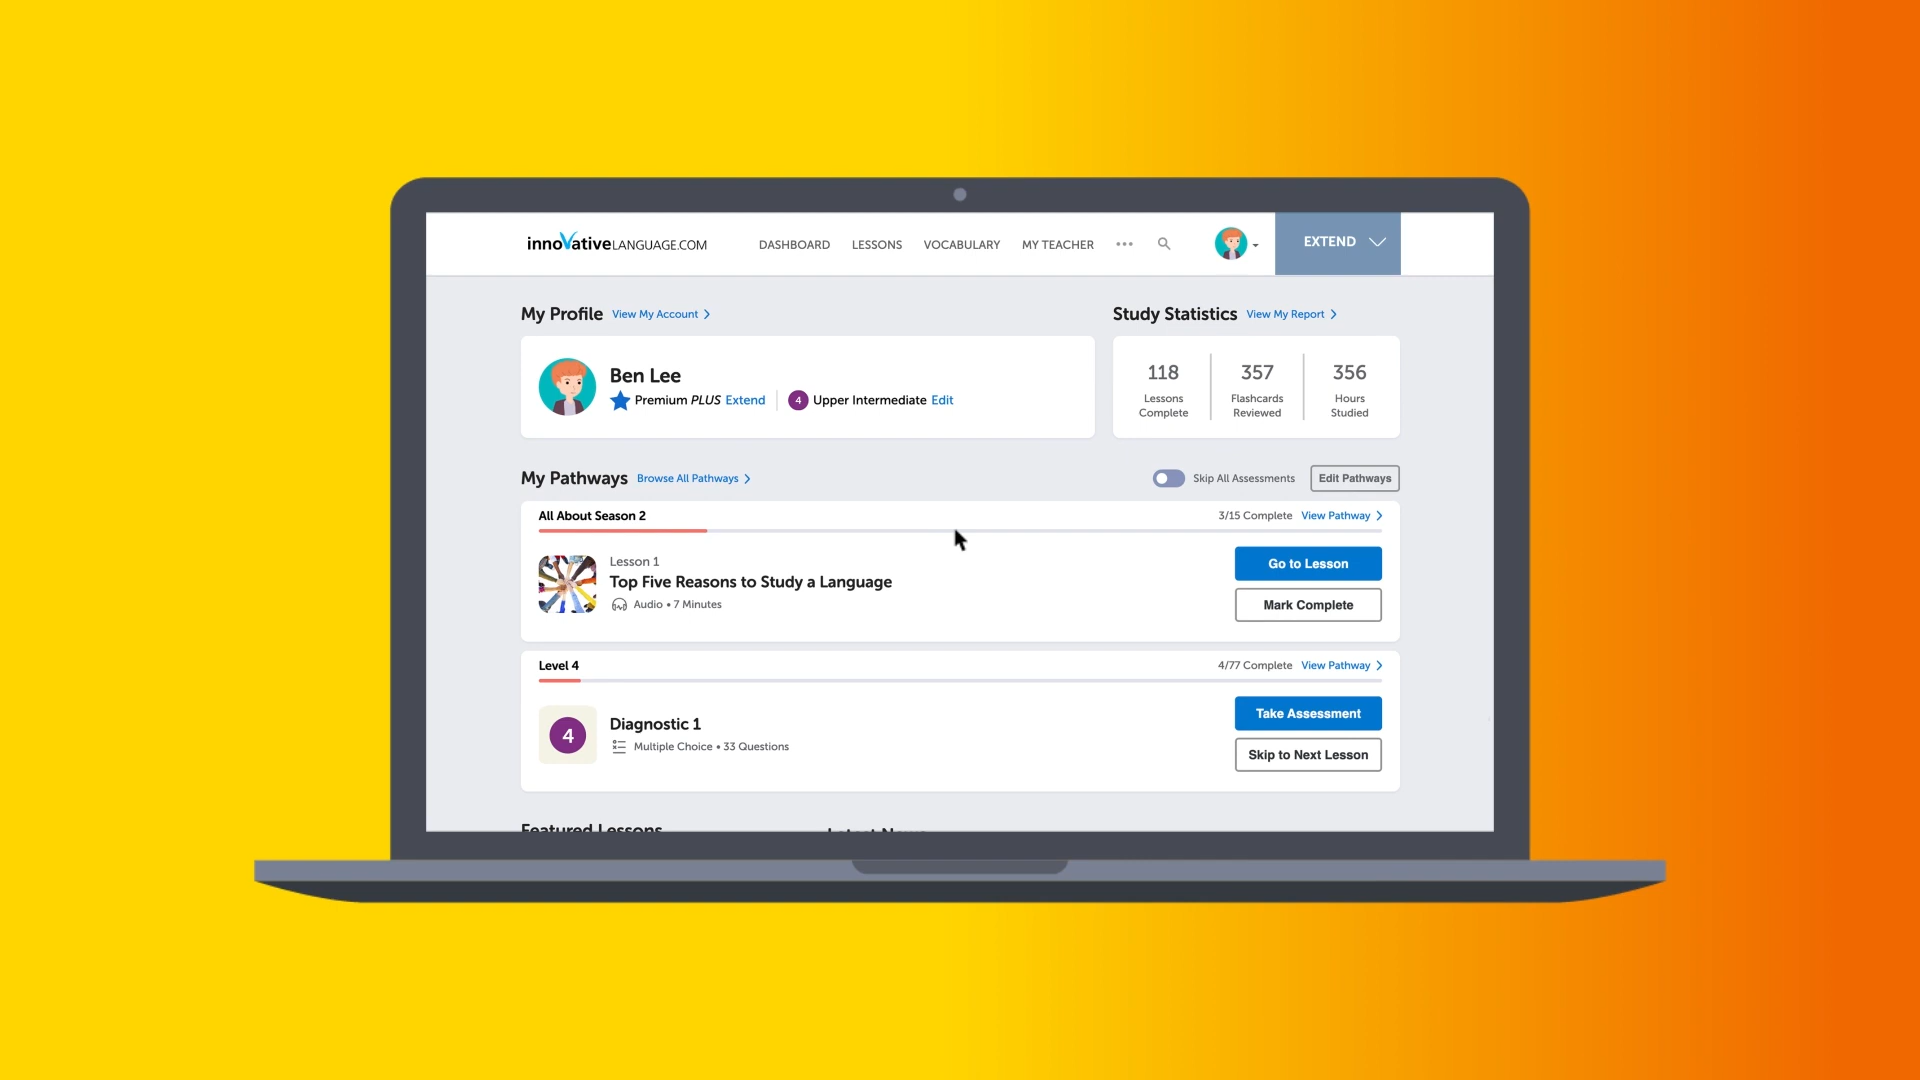 innoVativeLANGUAGE.COM DASHBOARD LESSONS VOCABULARY MY TEACHER ••• EXTEND
My Profile View My Account >
Ben Lee
Premium PLUS Extend 4 Upper Intermediate Edit
Study Statistics View My Report >
118 357 356
Lessons Flashcards Hours
Complete Reviewed Studied
My Pathways Browse All Pathways > Skip All Assessments Edit Pathways
All About Season 2 3/15 Complete View Pathway >
Lesson 1
Top Five Reasons to Study a Language
Audio • 7 Minutes
Go to Lesson
Mark Complete
Level 4 4/77 Complete View Pathway >
4
Diagnostic 1
Multiple Choice • 33 Questions
Take Assessment
Skip to Next Lesson
Featured Lessons Latest News